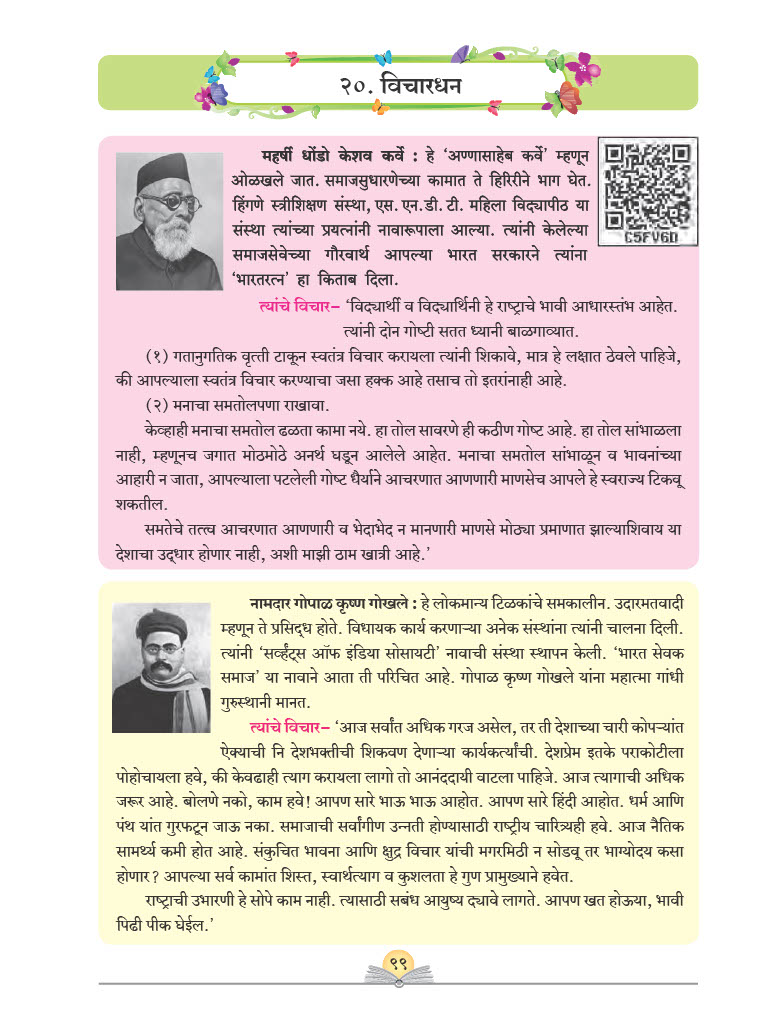 २०. विचारधन
महर्षी धोंडो केशव कर्वे : हे ‘अण्णासाहेब कर्वे’ म्हणून
ओळखले जात. समाजसुधारणेच्या कामात ते हिरिरीने भाग घेत.
हिंगणे स्त्रीशिक्षण संस्था, एस. एन. डी. टी. महिला विद्यापीठ या
संस्था त्यांच्या प्रयत्नांनी नावारूपाला आल्या. त्यांनी केलेल्या
समाजसेवेच्या गौरवार्थ आपल्या भारत सरकारने त्यांना
‘भारतरत्न’ हा किताब दिला.
C5FV6D
त्यांचे विचार– ‘विद्यार्थी व विद्यार्थिनी हे राष्ट्राचे भावी आधारस्तंभ आहेत.
त्यांनी दोन गोष्टी सतत ध्यानी बाळगाव्यात.
(१) गतानुगतिक वृत्ती टाकून स्वतंत्र विचार करायला त्यांनी शिकावे, मात्र हे लक्षात ठेवले पाहिजे,
की आपल्याला स्वतंत्र विचार करण्याचा जसा हक्क आहे तसाच तो इतरांनाही आहे.
(२) मनाचा समतोलपणा राखावा.
केव्हाही मनाचा समतोल ढळता कामा नये. हा तोल सावरणे ही कठीण गोष्ट आहे. हा तोल सांभाळला
नाही, म्हणूनच जगात मोठमोठे अनर्थ घडून आलेले आहेत. मनाचा समतोल सांभाळून व भावनांच्या
आहारी न जाता, आपल्याला पटलेली गोष्ट धैर्याने आचरणात आणणारी माणसेच आपले हे स्वराज्य टिकवू
शकतील.
समतेचे तत्त्व आचरणात आणणारी व भेदाभेद न मानणारी माणसे मोठ्या प्रमाणात झाल्याशिवाय या
देशाचा उद्धार होणार नाही, अशी माझी ठाम खात्री आहे.’
नामदार गोपाळ कृष्ण गोखले : हे लोकमान्य टिळकांचे समकालीन. उदारमतवादी
म्हणून ते प्रसिद्ध होते. विधायक कार्य करणाऱ्या अनेक संस्थांना त्यांनी चालना दिली.
त्यांनी ‘सर्व्हंट्स ऑफ इंडिया सोसायटी’ नावाची संस्था स्थापन केली. ‘भारत सेवक
समाज’ या नावाने आता ती परिचित आहे. गोपाळ कृष्ण गोखले यांना महात्मा गांधी
गुरुस्थानी मानत.
त्यांचे विचार– ‘आज सर्वांत अधिक गरज असेल, तर ती देशाच्या चारी कोपऱ्यांत
ऐक्याची नि देशभक्तीची शिकवण देणाऱ्या कार्यकर्त्यांची. देशप्रेम इतके पराकोटीला
पोहोचायला हवे, की केवढाही त्याग करायला लागो तो आनंददायी वाटला पाहिजे. आज त्यागाची अधिक
जरूर आहे. बोलणे नको, काम हवे! आपण सारे भाऊ भाऊ आहोत. आपण सारे हिंदी आहोत. धर्म आणि
पंथ यांत गुरफटून जाऊ नका. समाजाची सर्वांगीण उन्नती होण्यासाठी राष्ट्रीय चारित्र्यही हवे. आज नैतिक
सामर्थ्य कमी होत आहे. संकुचित भावना आणि क्षुद्र विचार यांची मगरमिठी न सोडवू तर भाग्योदय कसा
होणार? आपल्या सर्व कामांत शिस्त, स्वार्थत्याग व कुशलता हे गुण प्रामुख्याने हवेत.
राष्ट्राची उभारणी हे सोपे काम नाही. त्यासाठी सबंध आयुष्य द्यावे लागते. आपण खत होऊया, भावी
पिढी पीक घेईल.’
९९